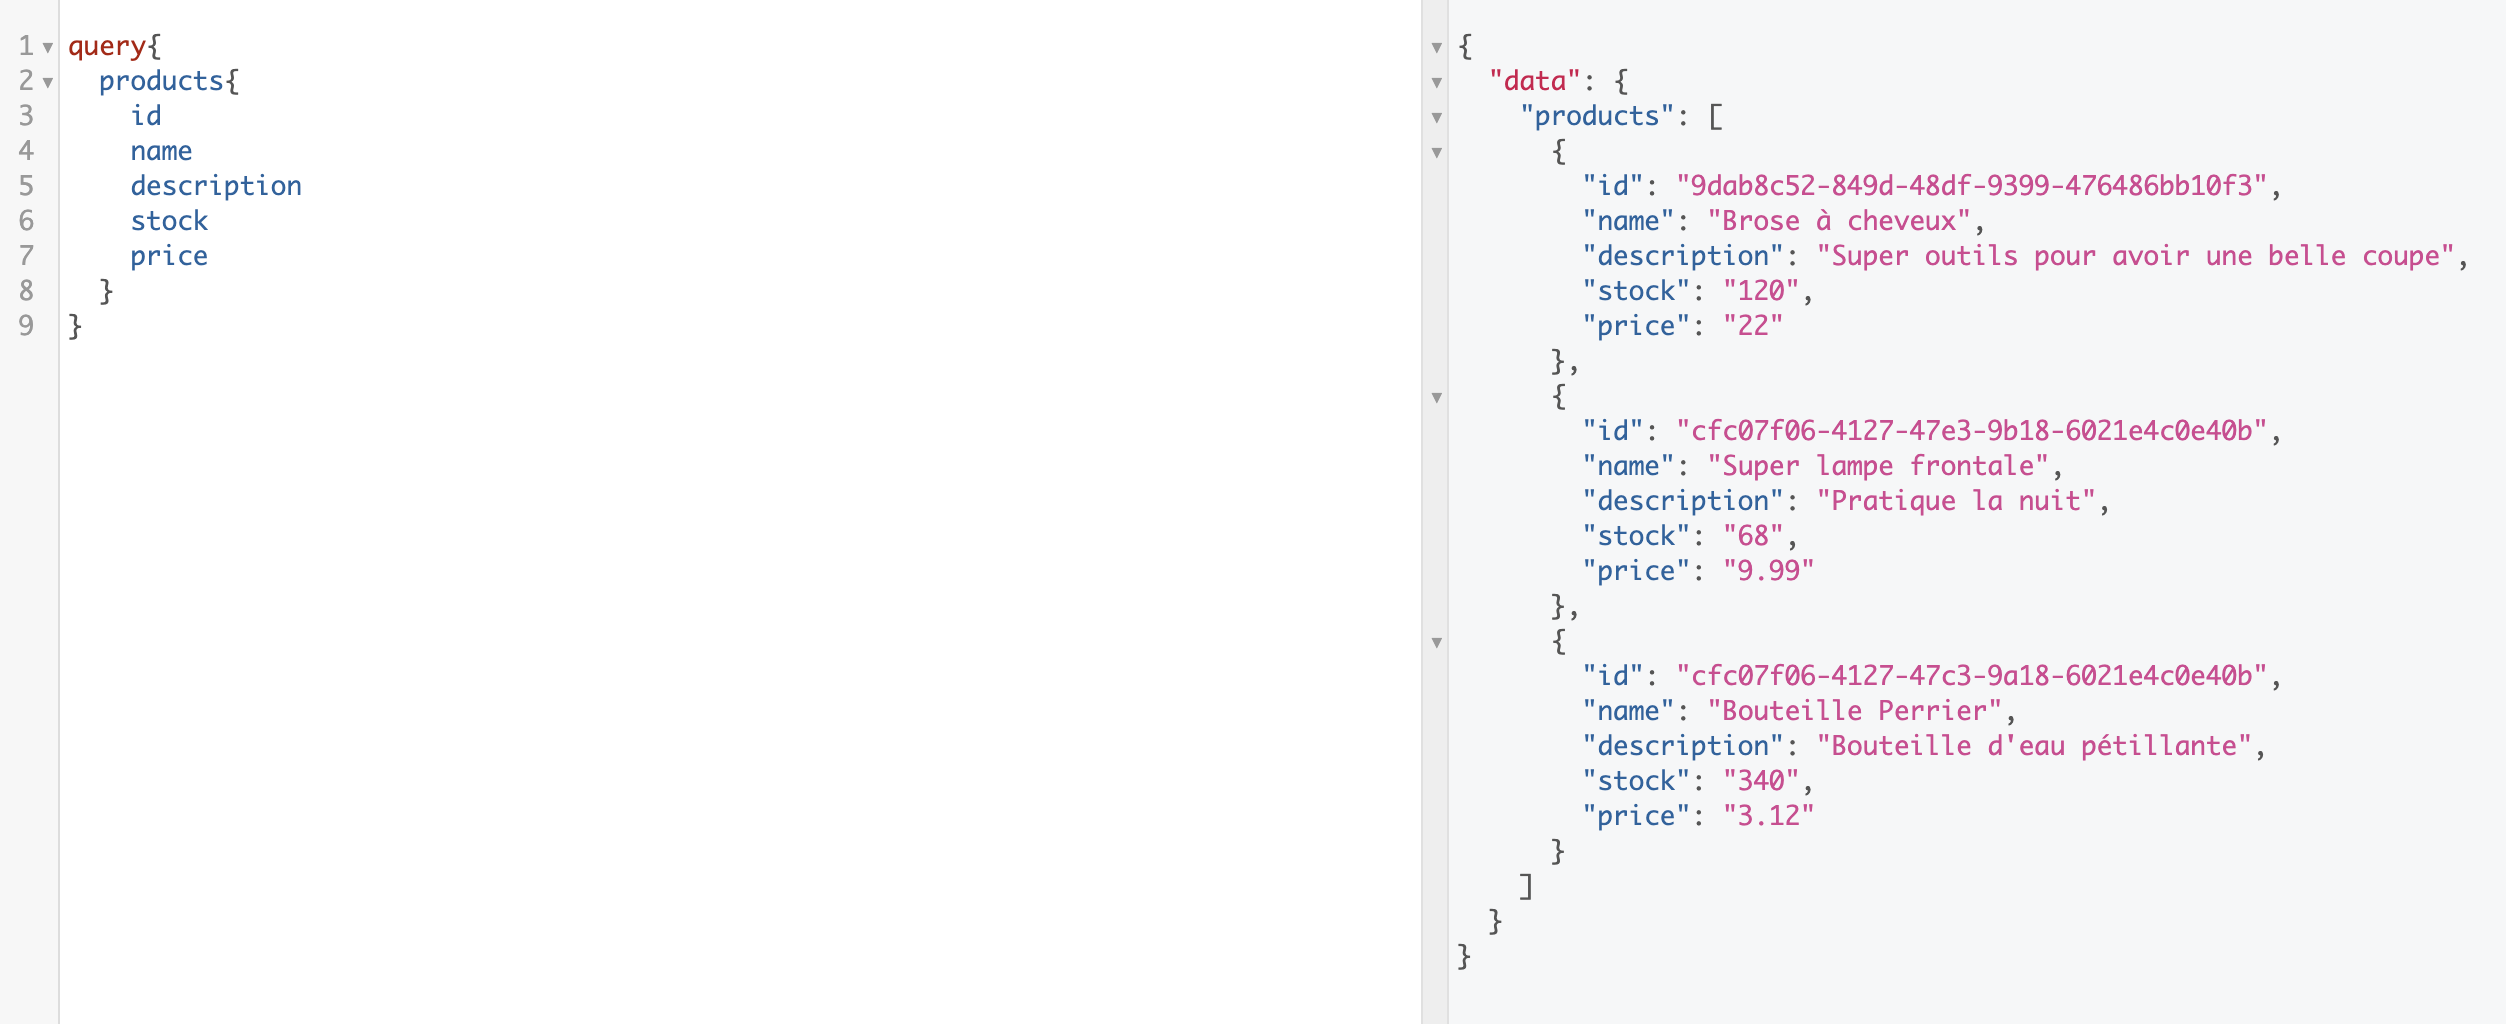 1 query{
2   products{
3     id
4     name
5     description
6     stock
7     price
8   }
9 }
{
  "data": {
    "products": [
      {
        "id": "9dab8c52-849d-48df-9399-476486bb10f3",
        "name": "Brose à cheveux",
        "description": "Super outils pour avoir une belle coupe",
        "stock": "120",
        "price": "22"
      },
      {
        "id": "cfc07f06-4127-47e3-9b18-6021e4c0e40b",
        "name": "Super lampe frontale",
        "description": "Pratique la nuit",
        "stock": "68",
        "price": "9.99"
      },
      {
        "id": "cfc07f06-4127-47c3-9a18-6021e4c0e40b",
        "name": "Bouteille Perrier",
        "description": "Bouteille d'eau pétillante",
        "stock": "340",
        "price": "3.12"
      }
    ]
  }
}